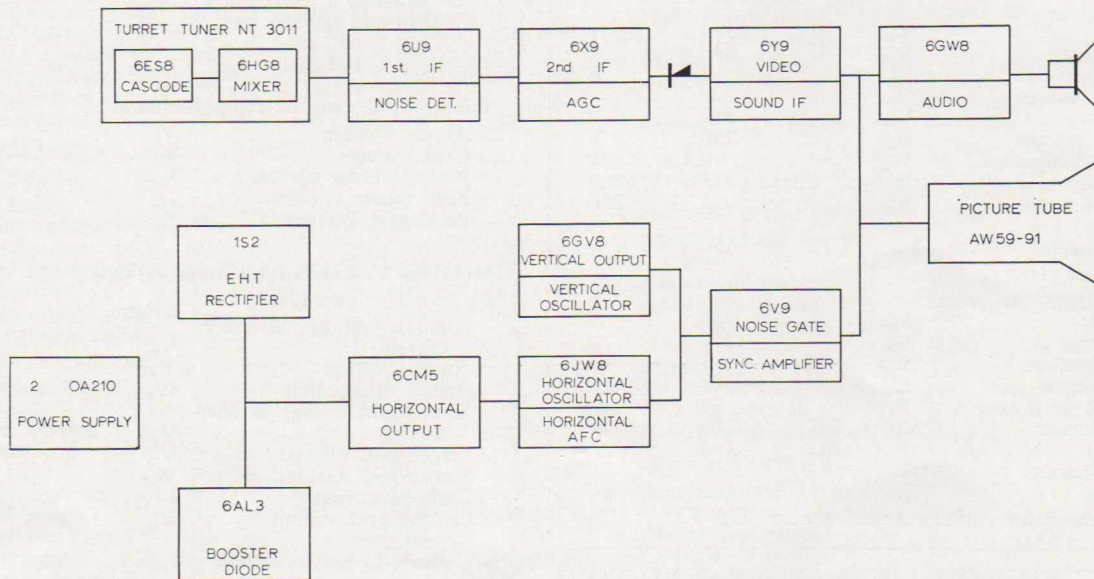 TURRET TUNER NT 3011
6ES8
CASCODE
6HG8
MIXER
6U9
1st. IF
NOISE DET.
6X9
2nd. IF
AGC
6Y9
VIDEO
SOUND IF
6GW8
AUDIO
PICTURE TUBE
AW59-91
1S2
EHT
RECTIFIER
6GV8
VERTICAL OUTPUT
VERTICAL
OSCILLATOR
6V9
NOISE GATE
SYNC. AMPLIFIER
2 OA210
POWER SUPPLY
6CM5
HORIZONTAL
OUTPUT
6JW8
HORIZONTAL
OSCILLATOR
HORIZONTAL
AFC
6AL3
BOOSTER
DIODE